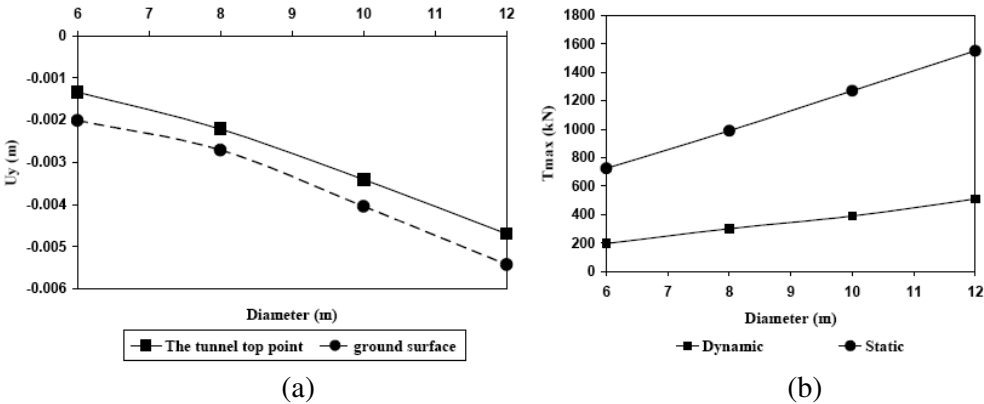 6 7 8 9 10 11 12
0
-0.001
-0.002
-0.003
-0.004
-0.005
-0.006
Uy (m)
Diameter (m)
The tunnel top point ground surface
(a)
1800
1600
1400
1200
1000
800
600
400
200
0
Tmax (kN)
6 7 8 9 10 11 12
Diameter (m)
Dynamic Static
(b)